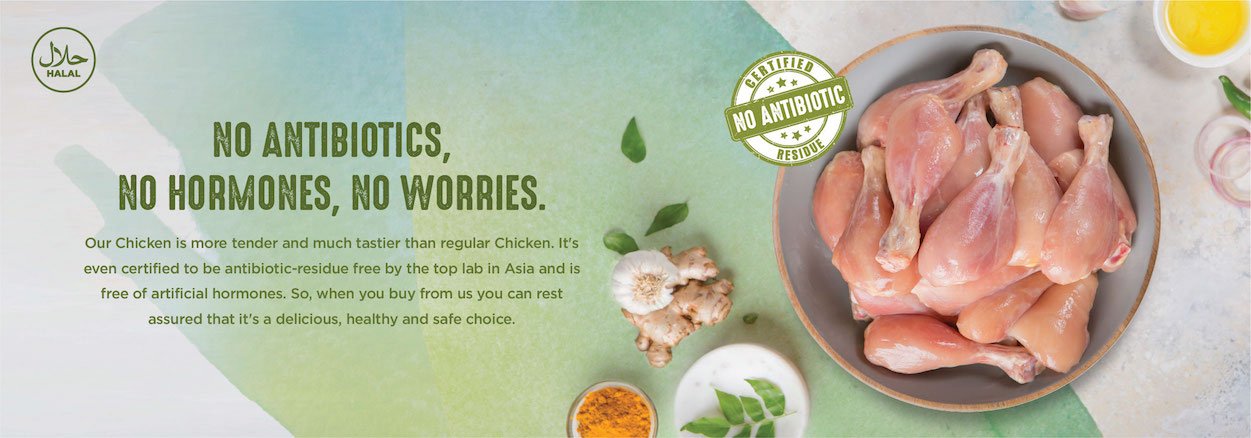 حلال
HALAL
NO ANTIBIOTICS,
NO HORMONES, NO WORRIES.
Our Chicken is more tender and much tastier than regular Chicken. It's
even certified to be antibiotic-residue free by the top lab in Asia and is
free of artificial hormones. So, when you buy from us you can rest
assured that it's a delicious, healthy and safe choice.
CERTIFIED
NO ANTIBIOTIC
RESIDUE